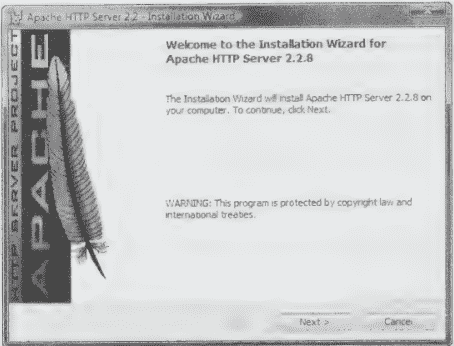 Apache HTTP Server 2.2 - Installation Wizard
HTTP SERVER PROJECT
APACHE
Welcome to the Installation Wizard for
Apache HTTP Server 2.2.8
The Installation Wizard will install Apache HTTP Server 2.2.8 on
your computer. To continue, click Next.
WARNING: This program is protected by copyright law and
international treaties.
Next >
Cancel